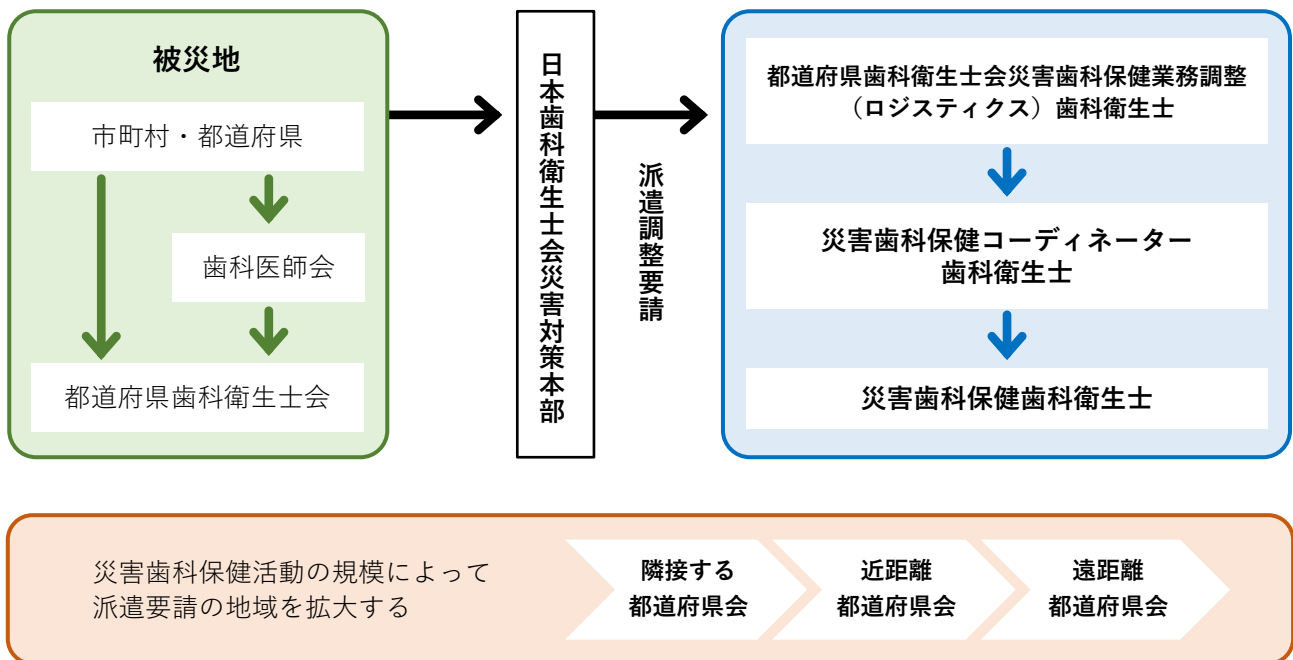 被災地
市町村・都道府県
歯科医師会
都道府県歯科衛生士会
日本歯科衛生士会災害対策本部
派遣調整要請
都道府県歯科衛生士会災害歯科保健業務調整
（ロジスティクス）歯科衛生士
災害歯科保健コーディネーター
歯科衛生士
災害歯科保健歯科衛生士
災害歯科保健活動の規模によって
派遣要請の地域を拡大する
隣接する
都道府県会
近距離
都道府県会
遠距離
都道府県会